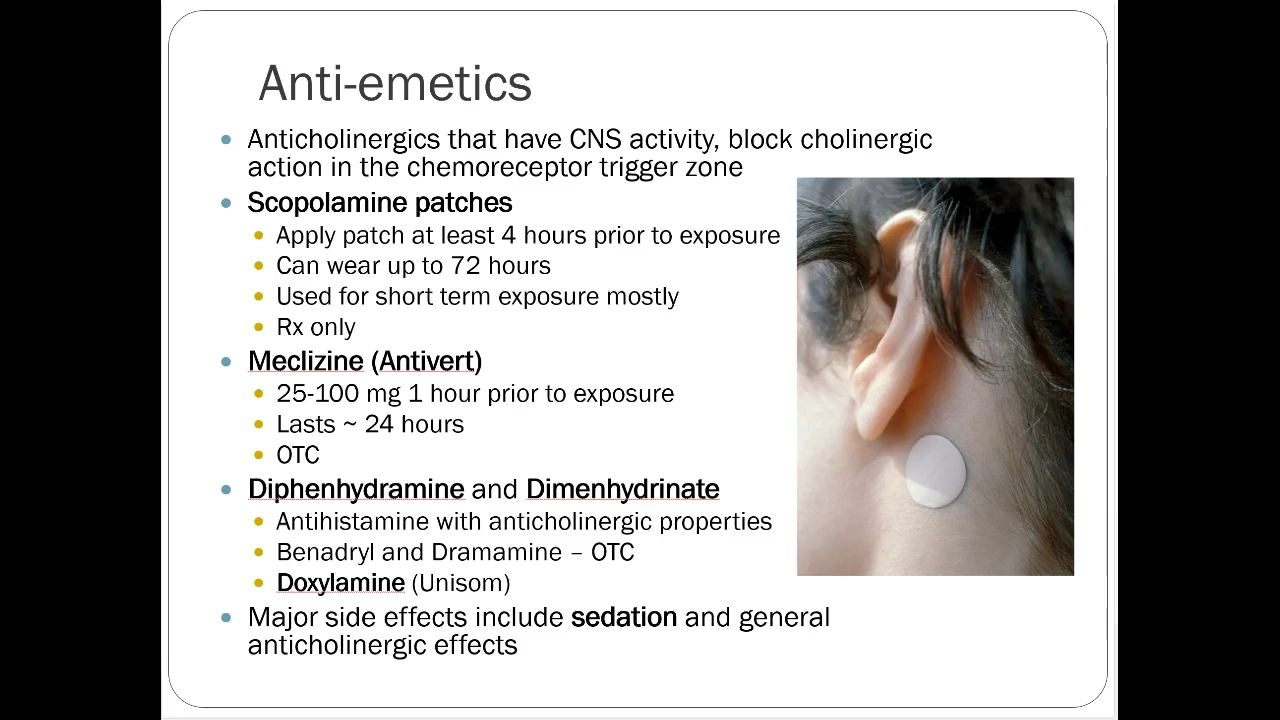 Anti-emetics
Anticholinergics that have CNS activity, block cholinergic
action in the chemoreceptor trigger zone
Scopolamine patches
Apply patch at least 4 hours prior to exposure
Can wear up to 72 hours
Used for short term exposure mostly
Rx only
Meclizine (Antivert)
25-100 mg 1 hour prior to exposure
Lasts ~ 24 hours
OTC
Diphenhydramine and Dimenhydrinate
Antihistamine with anticholinergic properties
Benadryl and Dramamine – OTC
Doxylamine (Unisom)
Major side effects include sedation and general
anticholinergic effects